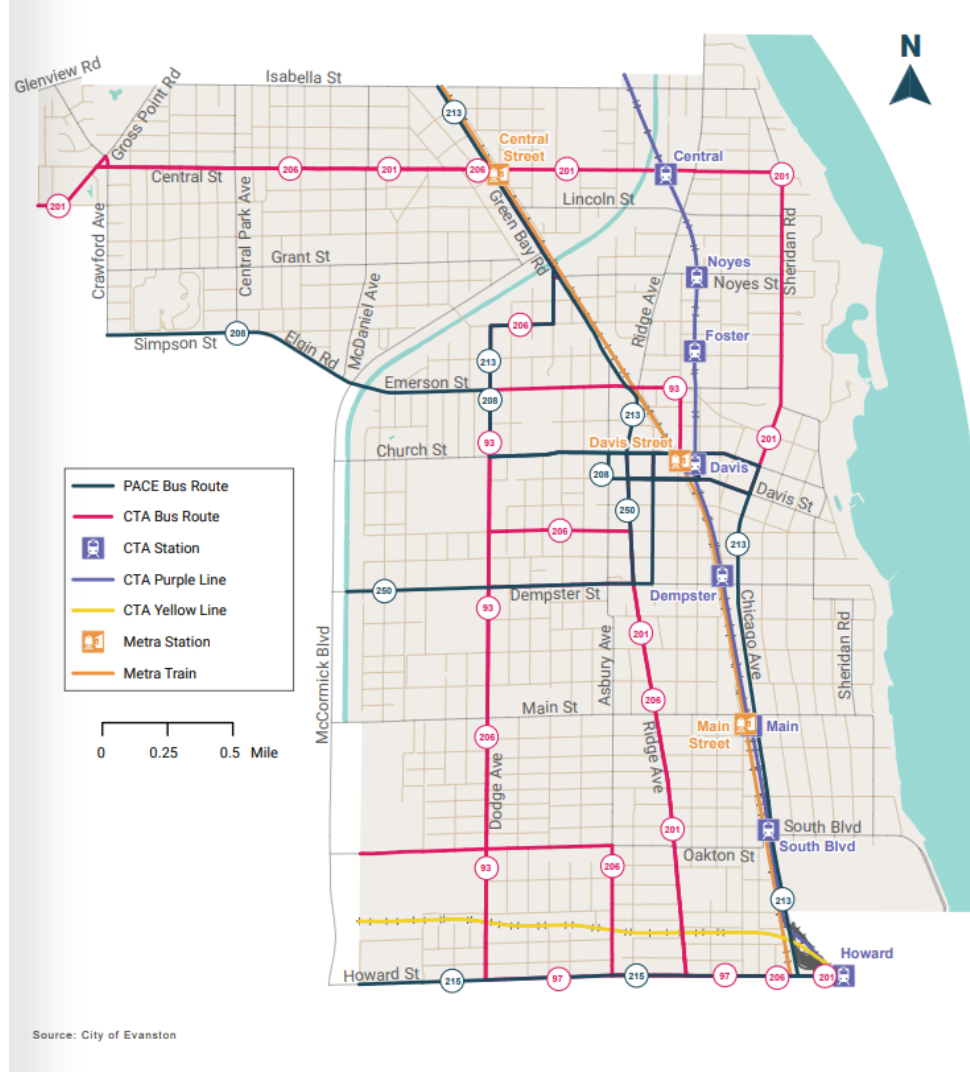 N
Glenview Rd
Gross Point Rd
Isabella St
213
Central
Street
Central
206
201
206
201
201
Central St
201
Lincoln St
Crawford Ave
Central Park Ave
Green Bay Rd
Sheridan Rd
Grant St
McDaniel Ave
Noyes
Noyes St
Ridge Ave
206
Foster
208
Simpson St
Elgin Rd
213
Emerson St
208
93
213
Davis Street
201
93
Church St
Davis
208
Davis St
PACE Bus Route
CTA Bus Route
CTA Station
CTA Purple Line
CTA Yellow Line
Metra Station
Metra Train
250
206
213
250
Dempster St
Dempster
93
Chicago Ave
201
Asbury Ave
Sheridan Rd
McCormick Blvd
206
Main St
Main
Street
Main
0 0.25 0.5 Mile
206
Ridge Ave
Dodge Ave
201
South Blvd
South Blvd
Oakton St
93
206
213
Howard
Howard St
215
97
215
97
206
201
Source: City of Evanston